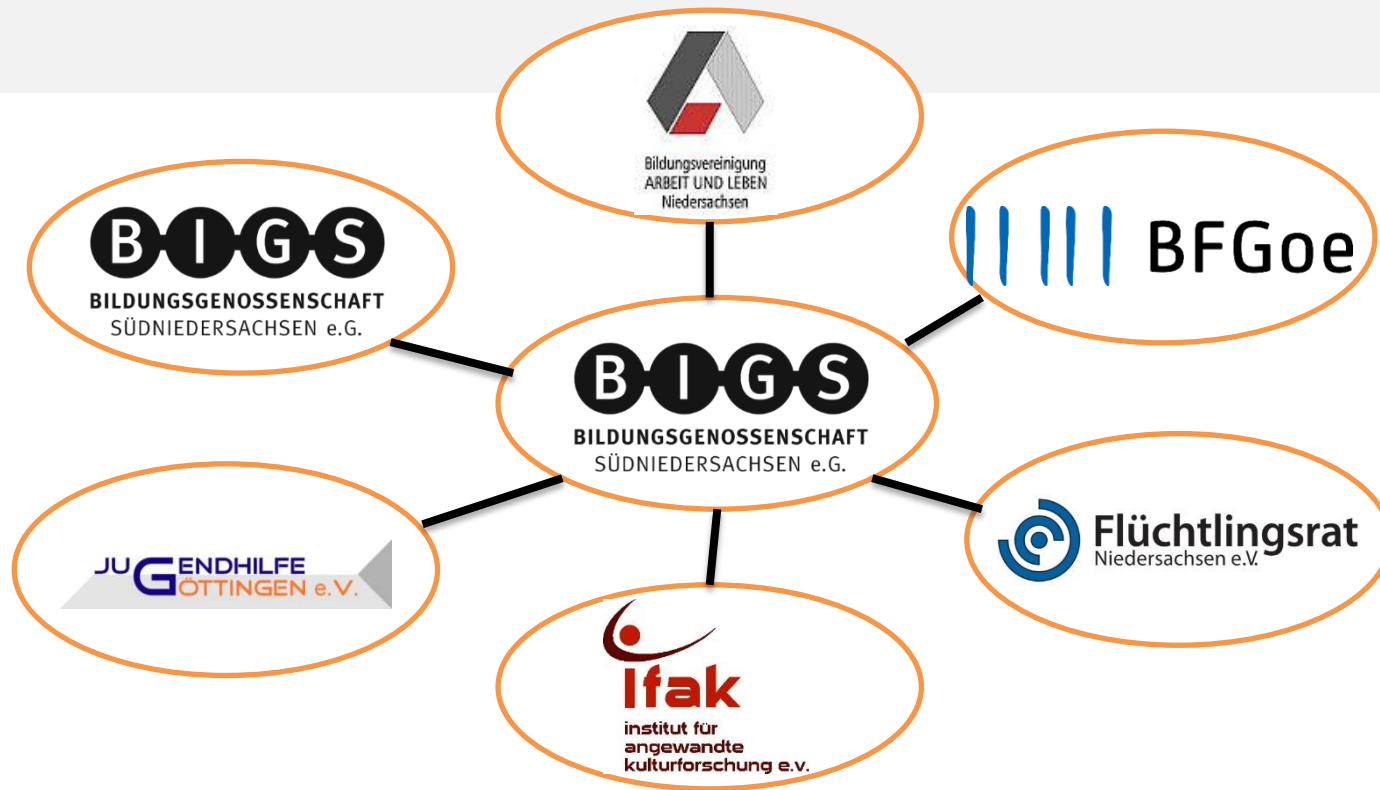 Bildungsvereinigung
ARBEIT UND LEBEN
Niedersachsen
B·I·G·S
BILDUNGSGENOSSENSCHAFT
SÜDNIEDERSACHSEN e.G.
BFGoe
B·I·G·S
BILDUNGSGENOSSENSCHAFT
SÜDNIEDERSACHSEN e.G.
JUGENDHILFE
GÖTTINGEN e.V.
Flüchtlingsrat
Niedersachsen e.V.
Ifak
institut für
angewandte
kulturforschung e.v.